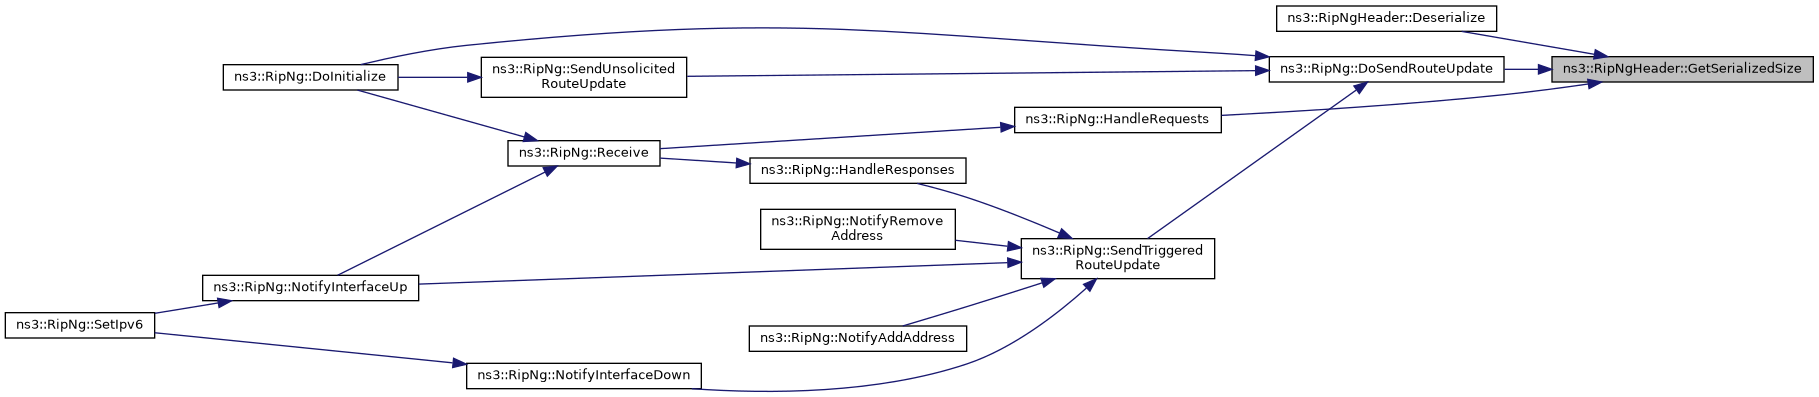 ns3::RipNgHeader::Deserialize
ns3::RipNg::DoInitialize
ns3::RipNg::SendUnsolicited
RouteUpdate
ns3::RipNg::DoSendRouteUpdate
ns3::RipNgHeader::GetSerializedSize
ns3::RipNg::HandleRequests
ns3::RipNg::Receive
ns3::RipNg::HandleResponses
ns3::RipNg::NotifyRemove
Address
ns3::RipNg::SendTriggered
RouteUpdate
ns3::RipNg::NotifyInterfaceUp
ns3::RipNg::SetIpv6
ns3::RipNg::NotifyAddAddress
ns3::RipNg::NotifyInterfaceDown